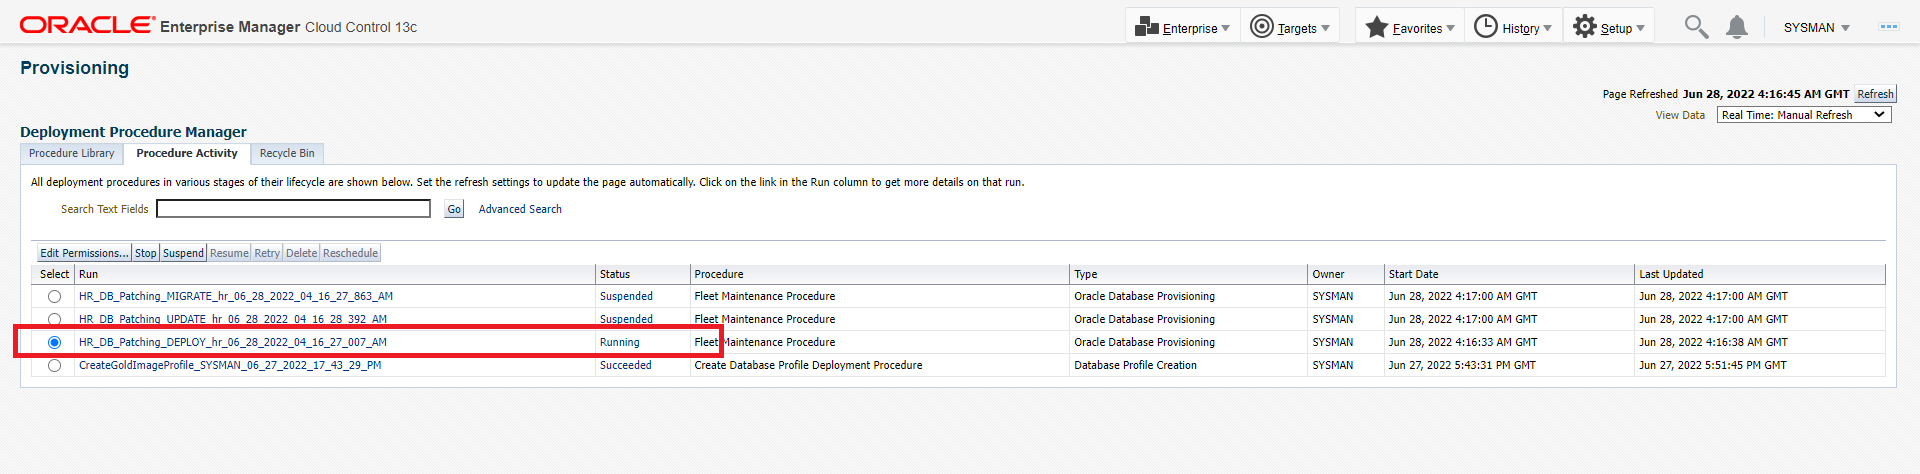 ORACLE® Enterprise Manager Cloud Control 13c Enterprise Targets Favorites History Setup SYSMAN
Provisioning
Page Refreshed Jun 28, 2022 4:16:45 AM GMT Refresh
View Data Real Time: Manual Refresh
Deployment Procedure Manager
Procedure Library Procedure Activity Recycle Bin
All deployment procedures in various stages of their lifecycle are shown below. Set the refresh settings to update the page automatically. Click on the link in the Run column to get more details on that run.
Search Text Fields Go Advanced Search
Edit Permissions... Stop Suspend Resume Retry Delete Reschedule
Select Run Status Procedure Type Owner Start Date Last Updated
HR_DB_Patching_MIGRATE_hr_06_28_2022_04_16_27_863_AM Suspended Fleet Maintenance Procedure Oracle Database Provisioning SYSMAN Jun 28, 2022 4:17:00 AM GMT Jun 28, 2022 4:17:00 AM GMT
HR_DB_Patching_UPDATE_hr_06_28_2022_04_16_28_392_AM Suspended Fleet Maintenance Procedure Oracle Database Provisioning SYSMAN Jun 28, 2022 4:17:00 AM GMT Jun 28, 2022 4:17:00 AM GMT
HR_DB_Patching_DEPLOY_hr_06_28_2022_04_16_27_007_AM Running Fleet Maintenance Procedure Oracle Database Provisioning SYSMAN Jun 28, 2022 4:16:33 AM GMT Jun 28, 2022 4:16:38 AM GMT
CreateGoldImageProfile_SYSMAN_06_27_2022_17_43_29_PM Succeeded Create Database Profile Deployment Procedure Database Profile Creation SYSMAN Jun 27, 2022 5:43:31 PM GMT Jun 27, 2022 5:51:45 PM GMT